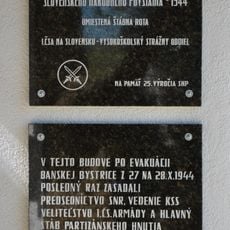 SLOVENSKÉHO NÁRODNÉHO POVSTANIA - 1944
UMIESTENÁ ŠTÁBNA ROTA
1.ČSA NA SLOVENSKU - VYSOKOŠKOLSKÝ STRÁŽNY ODDIEL
NA PAMÄŤ 25. VÝROČIA SNP
V TEJTO BUDOVE PO EVAKUÁCII
BANSKEJ BYSTRICE Z 27 NA 28.X.1944
POSLEDNÝ RAZ ZASADALI
PREDSEDNÍCTVO SNR, VEDENIE KSS
VELITEĽSTVO 1.ČS.ARMÁDY A HLAVNÝ
ŠTÁB PARTIZÁNSKEHO HNUTIA